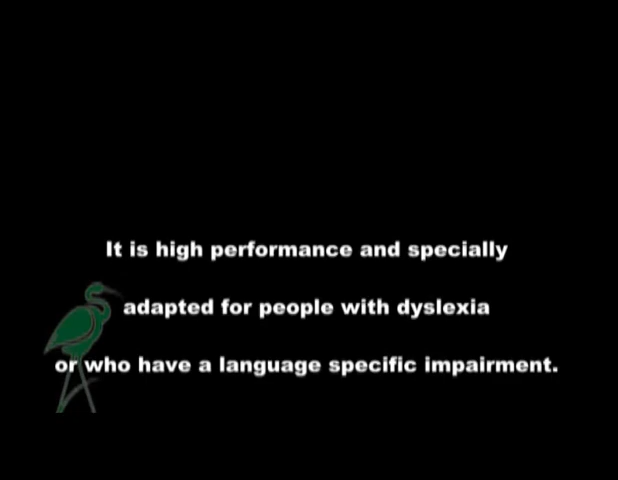 It is high performance and specially
adapted for people with dyslexia
or who have a language specific impairment.